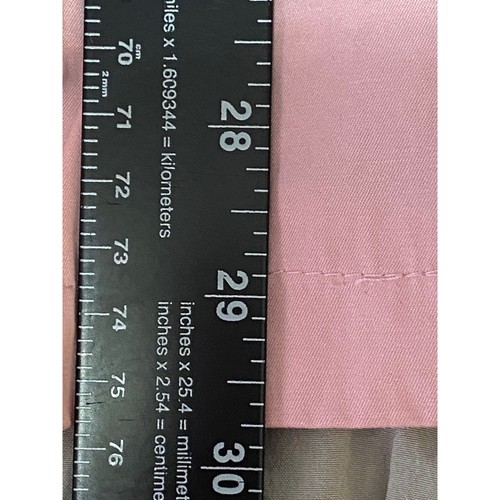 70 cm
2 mm
71
72
73
74
75
76
miles x 1.609344 = kilometers
inches x 25.4 = millimet
inches x 2.54 = centime
28
29
30